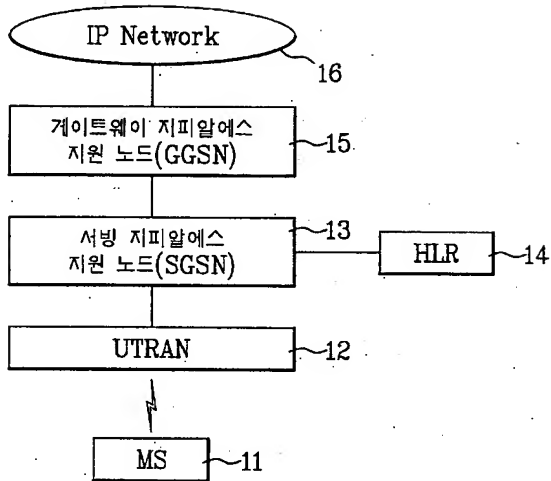 IP Network
16
게이트웨이 지피알에스
지원 노드(GGSN)
15
서빙 지피알에스
지원 노드(SGSN)
13
HLR
14
UTRAN
12
MS
11